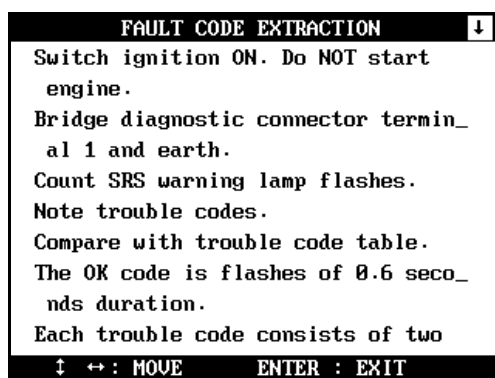 FAULT CODE EXTRACTION ↓
Switch ignition ON. Do NOT start
engine.
Bridge diagnostic connector termin_
al 1 and earth.
Count SRS warning lamp flashes.
Note trouble codes.
Compare with trouble code table.
The OK code is flashes of 0.6 seco_
nds duration.
Each trouble code consists of two
↕ ↔: MOVE ENTER : EXIT